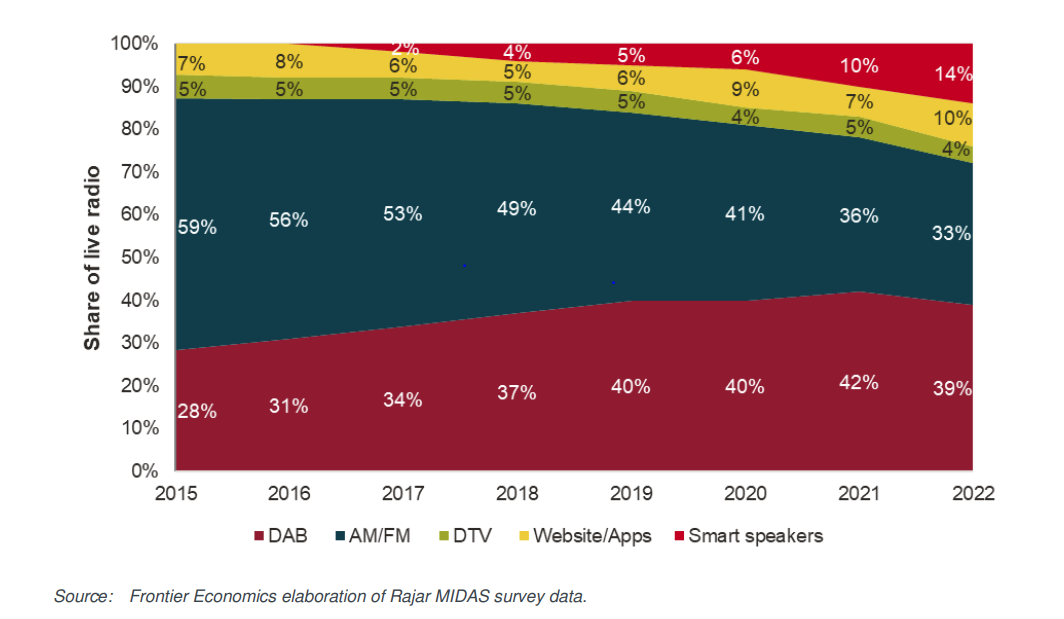 100%
90%
80%
70%
60%
50%
40%
30%
20%
10%
0%
Share of live radio
2% 4% 5% 6% 10% 14%
7% 8% 6% 5% 6% 9% 7% 10%
5% 5% 5% 5% 5% 4% 5% 4%
59% 56% 53% 49% 44% 41% 36% 33%
28% 31% 34% 37% 40% 40% 42% 39%
2015 2016 2017 2018 2019 2020 2021 2022
DAB AM/FM DTV Website/Apps Smart speakers
Source: Frontier Economics elaboration of Rajar MIDAS survey data.